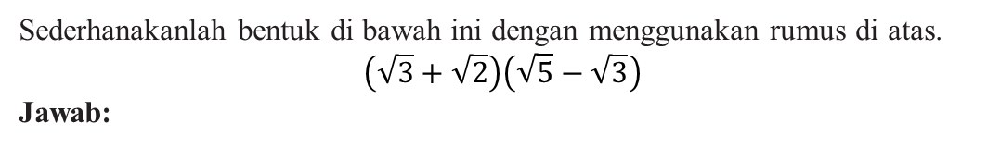 Sederhanakanlah bentuk di bawah ini dengan menggunakan rumus di atas.
(√3 + √2)(√5 − √3)
Jawab: